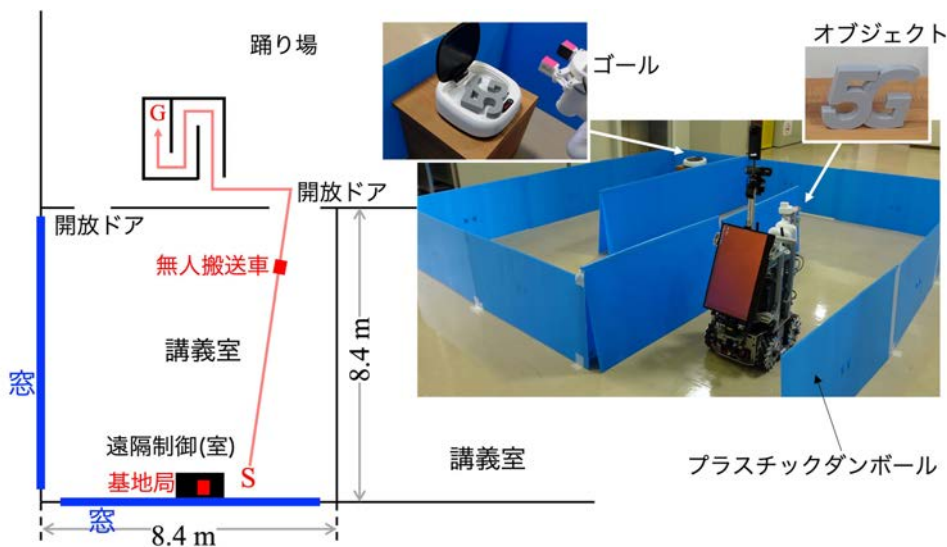 踊り場
オブジェクト
ゴール
5G
G
開放ドア
開放ドア
無人搬送車
講義室
8.4 m
窓
遠隔制御(室)
基地局
S
講義室
プラスチックダンボール
窓
8.4 m